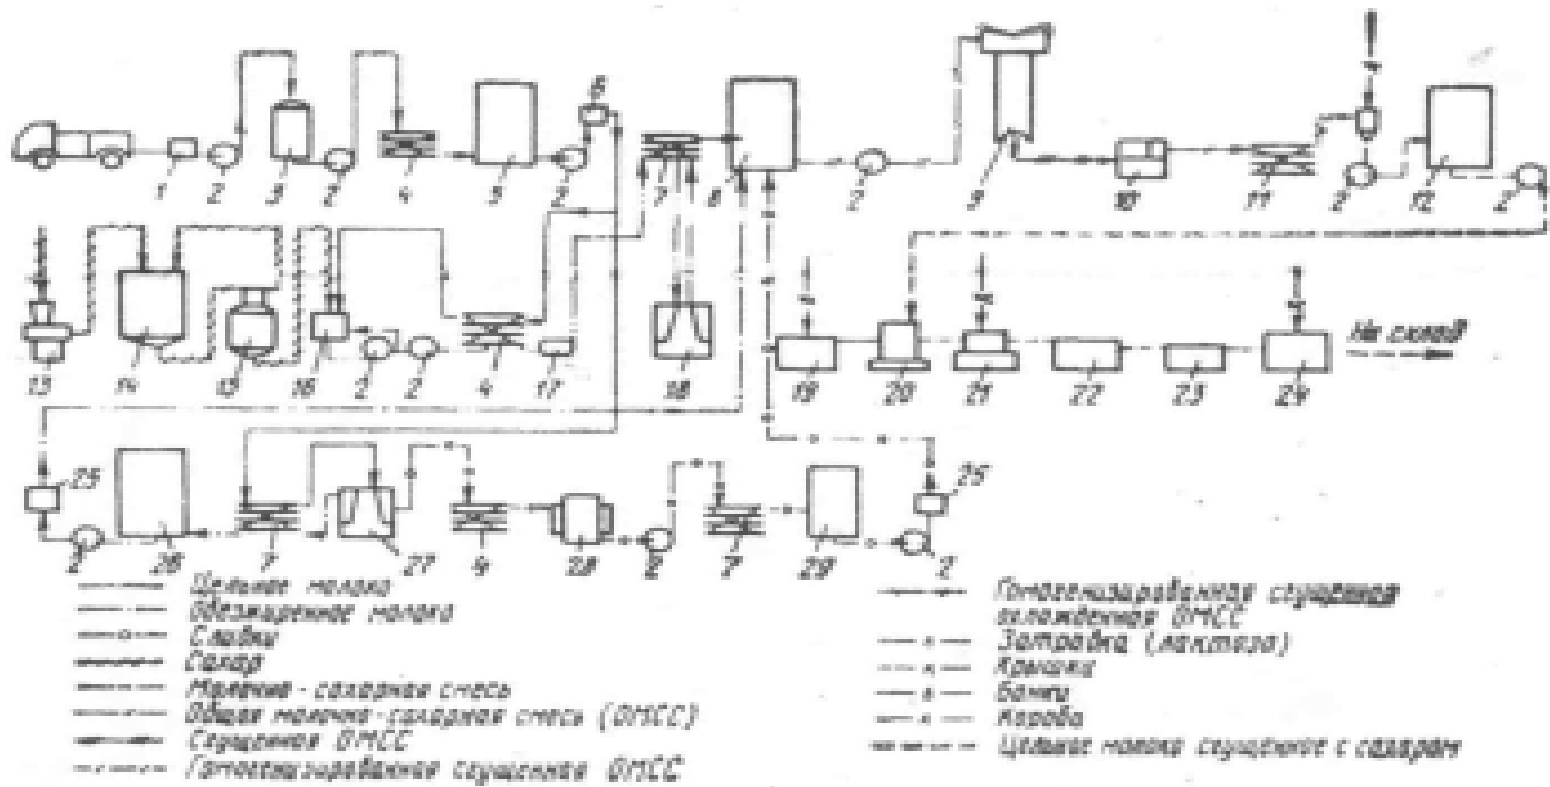 6
1 2 3 2 4 5 2 7 8 2 9 10 11 2 12 2
На склад
13 14 15 16 2 2 4 17 18 19 20 21 22 23 24
25 25
2 26 7 27 4 28 2 29 2
Цельное молоко
Обезжиренное молоко
Сливки
Сахар
Молочно-сахарная смесь
Общая молочно-сахарная смесь (ОМСС)
Сгущенная ОМСС
Гомогенизированная сгущенная ОМСС
Гомогенизированная сгущенная
охлажденная ОМСС
Затравка (лактоза)
Крышки
Банки
Короба
Цельное молоко сгущенное с сахаром